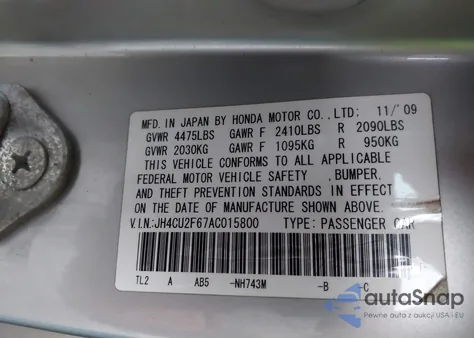 MFD. IN JAPAN BY HONDA MOTOR CO., LTD: 11/'09
GVWR 4475LBS GAWR F 2410LBS R 2090LBS
GVWR 2030KG GAWR F 1095KG R 950KG
THIS VEHICLE CONFORMS TO ALL APPLICABLE
FEDERAL MOTOR VEHICLE SAFETY , BUMPER,
AND THEFT PREVENTION STANDARDS IN EFFECT
ON THE DATE OF MANUFACTURE SHOWN ABOVE.
V.I.N.:JH4CU2F67AC015800 TYPE: PASSENGER CAR
TL2 A AB5 -NH743M -B -C
autoSnap
Pewne auta z akcji USA i EU